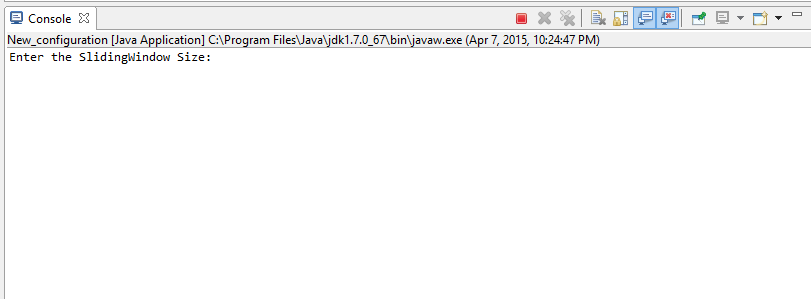 Console
New_configuration [Java Application] C:\Program Files\Java\jdk1.7.0_67\bin\javaw.exe (Apr 7, 2015, 10:24:47 PM)
Enter the SlidingWindow Size: